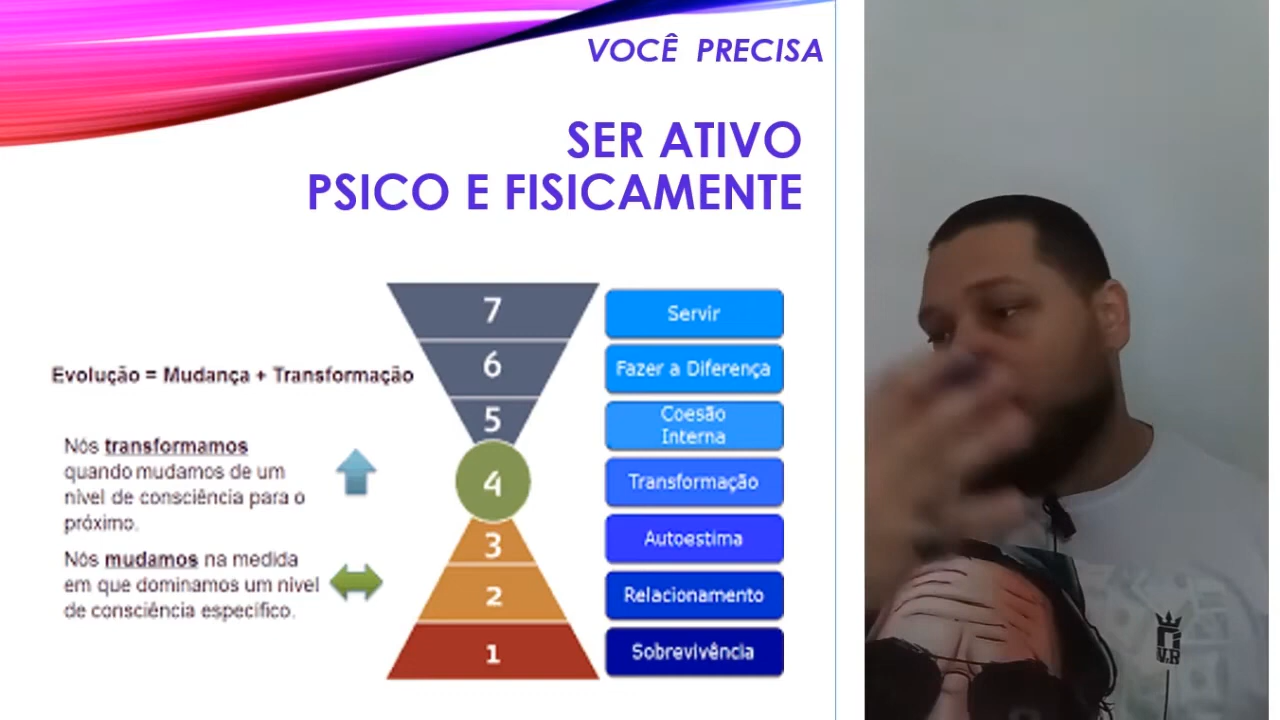 VOCÊ PRECISA
SER ATIVO
PSICO E FISICAMENTE
Evolução = Mudança + Transformação
Nós transformamos
quando mudamos de um
nível de consciência para o
próximo.
Nós mudamos na medida
em que dominamos um nível
de consciência específico.
7
Servir
6
Fazer a Diferença
5
Coesão
Interna
4
Transformação
3
Autoestima
2
Relacionamento
1
Sobrevivência